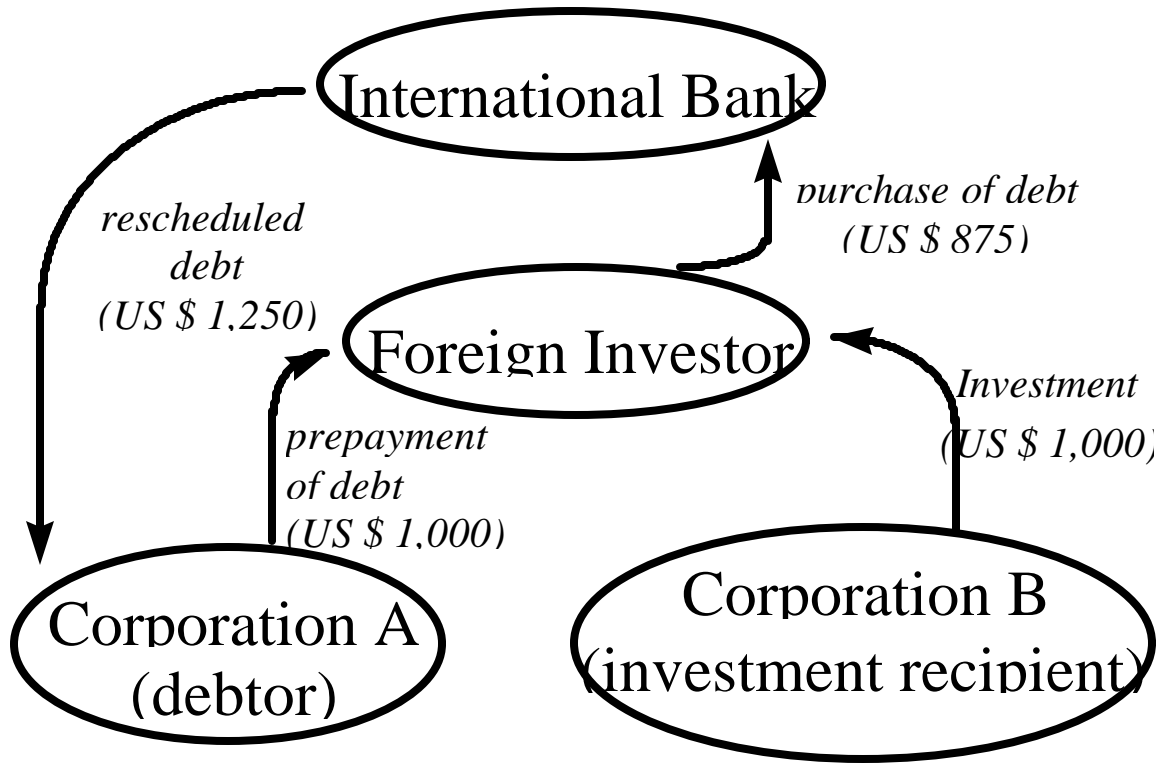 International Bank
purchase of debt
(US $ 875)
rescheduled
debt
(US $ 1,250)
Foreign Investor
Investment
(US $ 1,000)
prepayment
of debt
(US $ 1,000)
Corporation A
(debtor)
Corporation B
(investment recipient)